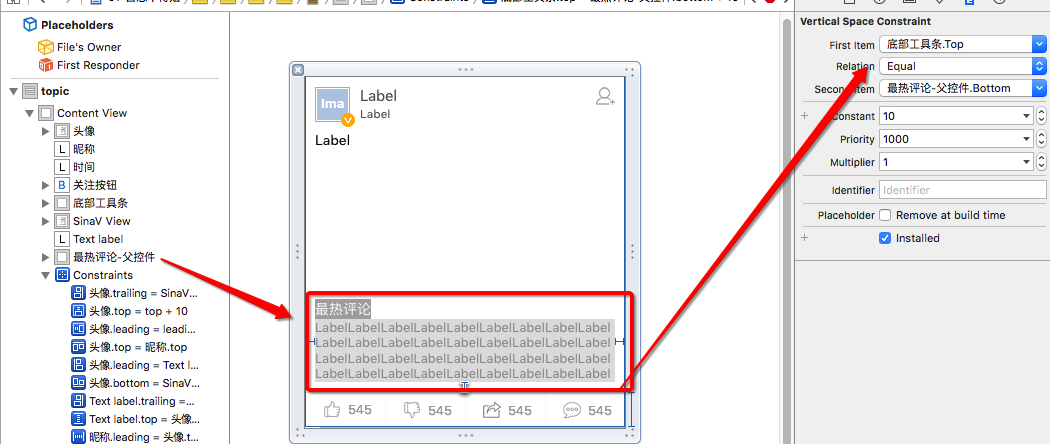 Placeholders
File's Owner
First Responder
topic
Content View
头像
昵称
时间
关注按钮
底部工具条
SinaV View
Text label
最热评论-父控件
Constraints
头像.trailing = SinaV...
头像.top = top + 10
头像.leading = leadi...
头像.top = 昵称.top
头像.leading = Text l...
头像.bottom = SinaV...
Text label.trailing =...
Text label.top = 头像...
昵称.leading = 头像.t...
Ima
Label
Label
Label
最热评论
LabelLabelLabelLabelLabelLabelLabelLabelLabel
LabelLabelLabelLabelLabelLabelLabelLabelLabel
LabelLabelLabelLabelLabelLabelLabelLabelLabel
LabelLabelLabelLabelLabelLabelLabelLabelLabel
545 545 545 545
Vertical Space Constraint
First Item 底部工具条.Top
Relation Equal
Second Item 最热评论-父控件.Bottom
Constant 10
Priority 1000
Multiplier 1
Identifier Identifier
Placeholder Remove at build time
Installed